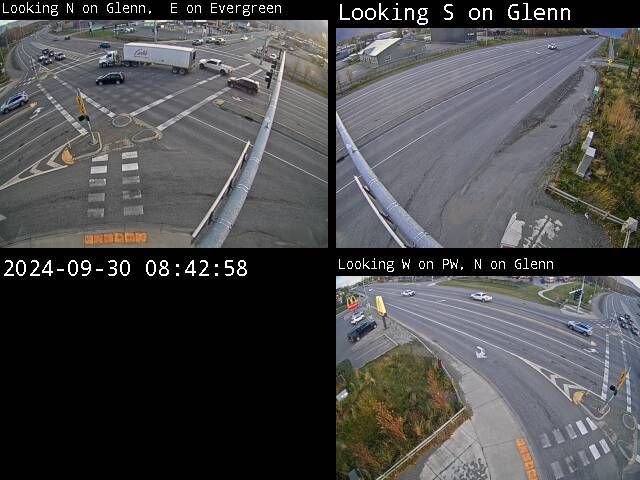 Looking N on Glenn,  E on Evergreen
Looking S on Glenn
2024-09-30 08:42:58
Looking W on PW, N on Glenn